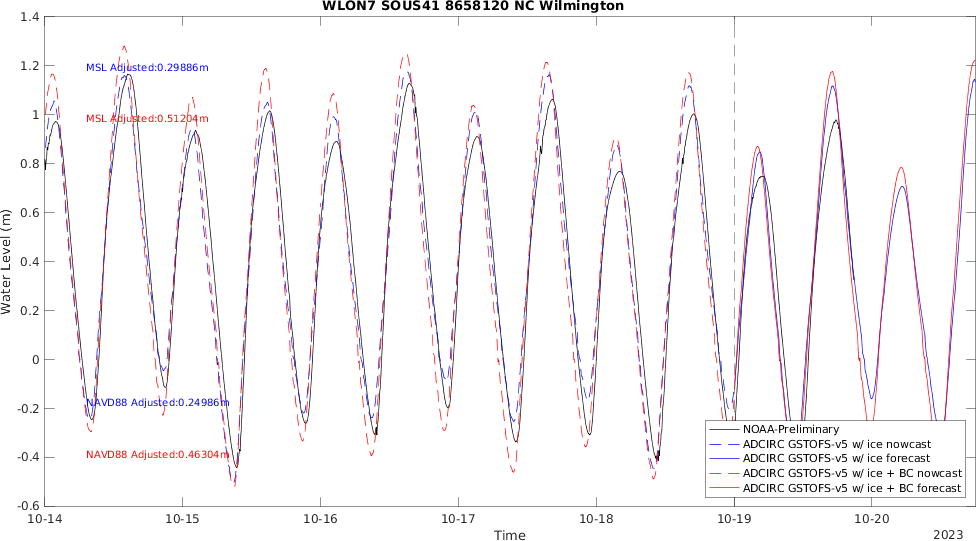 WLON7 SOUS41 8658120 NC Wilmington
1.4
1.2
1
0.8
0.6
0.4
0.2
0
-0.2
-0.4
-0.6
Water Level (m)
MSL Adjusted:0.29886m
MSL Adjusted:0.51204m
NAVD88 Adjusted:0.24986m
NAVD88 Adjusted:0.46304m
NOAA-Preliminary
ADCIRC GSTOFS-v5 w/ ice nowcast
ADCIRC GSTOFS-v5 w/ ice forecast
ADCIRC GSTOFS-v5 w/ ice + BC nowcast
ADCIRC GSTOFS-v5 w/ ice + BC forecast
10-14
10-15
10-16
10-17
10-18
10-19
10-20
Time
2023